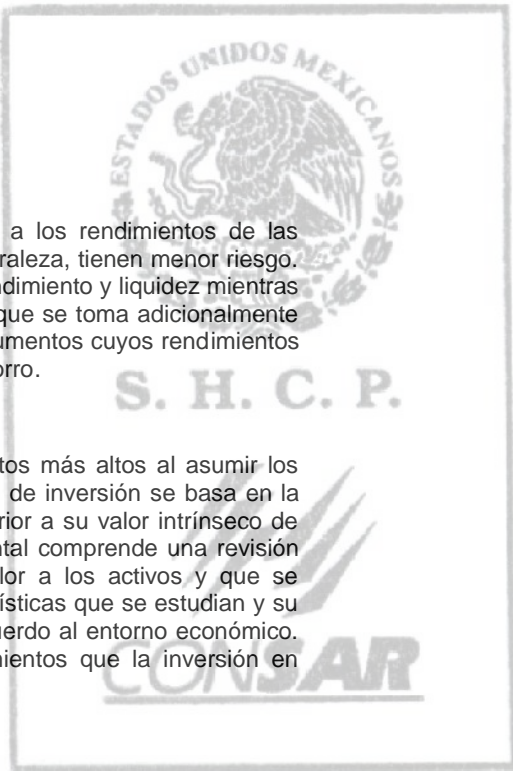 ESTADOS UNIDOS MEXICANOS
a los rendimientos de las
raleza, tienen menor riesgo.
ndimiento y liquidez mientras
que se toma adicionalmente
umentos cuyos rendimientos
orro.
S. H. C. P.
tos más altos al asumir los
de inversión se basa en la
rior a su valor intrínseco de
ntal comprende una revisión
lor a los activos y que se
ísticas que se estudian y su
uerdo al entorno económico.
mientos que la inversión en
CONSAR